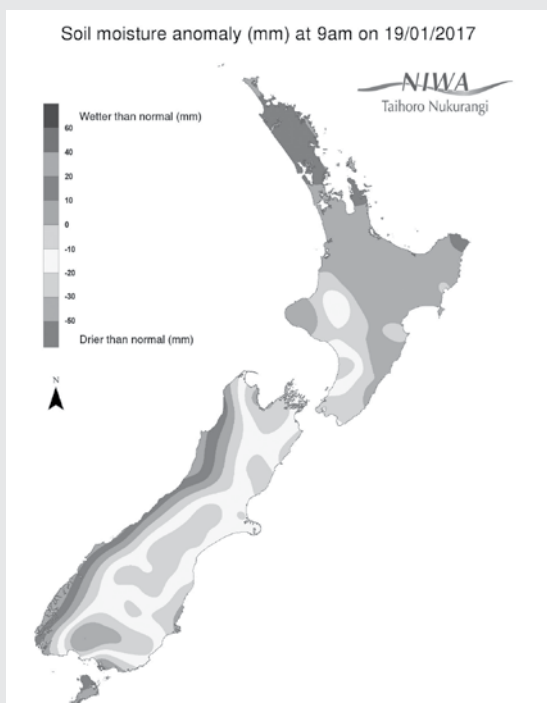 Soil moisture anomaly (mm) at 9am on 19/01/2017
NIWA
Taihoro Nukurangi
Wetter than normal (mm)
60
40
20
10
0
-10
-20
-30
-50
Drier than normal (mm)
N